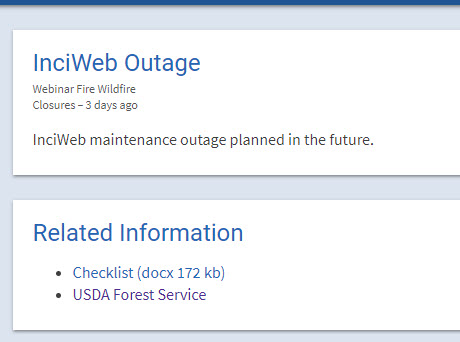 InciWeb Outage
Webinar Fire Wildfire
Closures – 3 days ago
InciWeb maintenance outage planned in the future.
Related Information
• Checklist (docx 172 kb)
• USDA Forest Service